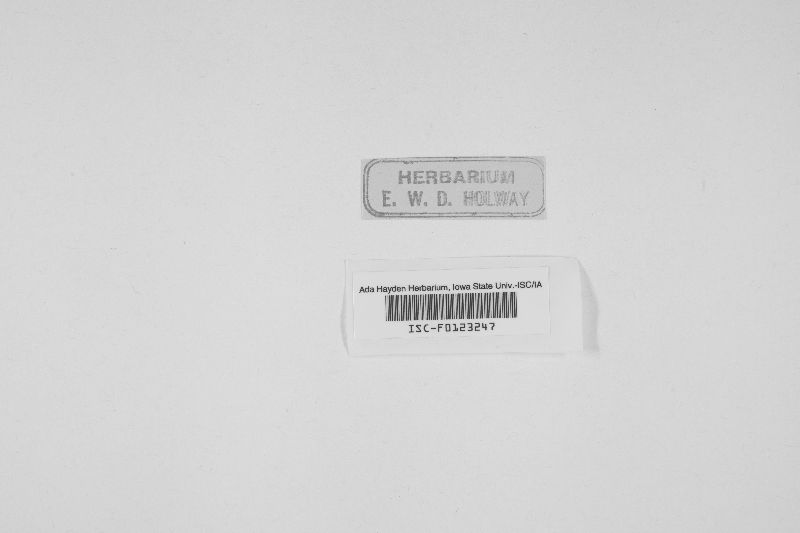 HERBARIUM
E. W. D. HOLWAY
Ada Hayden Herbarium, Iowa State Univ.-ISC/IA
ISC-F0123247